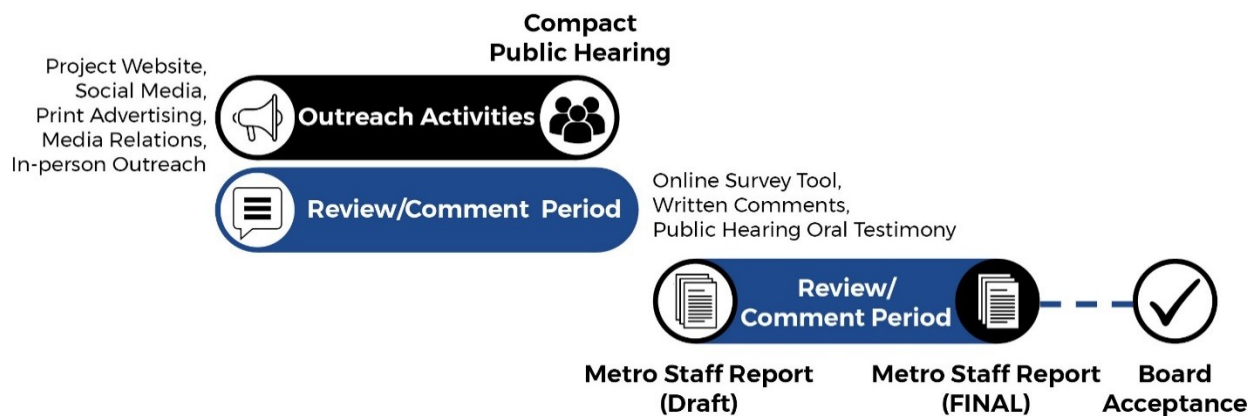 Compact
Public Hearing
Project Website,
Social Media,
Print Advertising,
Media Relations,
In-person Outreach
Outreach Activities
Review/Comment Period
Online Survey Tool,
Written Comments,
Public Hearing Oral Testimony
Review/
Comment Period
Metro Staff Report
(Draft)
Metro Staff Report
(FINAL)
Board
Acceptance